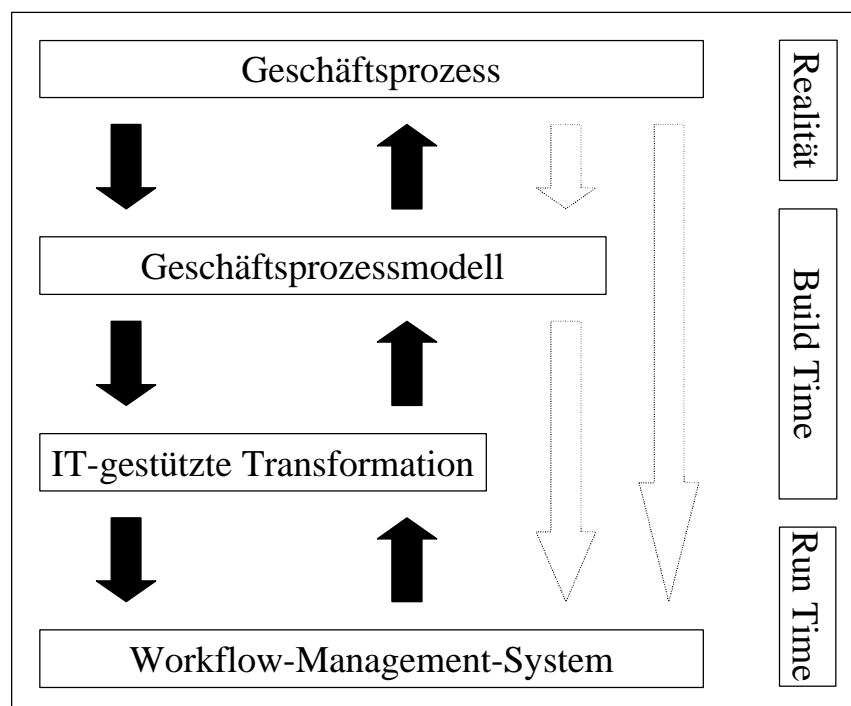 Geschäftsprozess
Realität
Geschäftsprozessmodell
Build Time
IT-gestützte Transformation
Run Time
Workflow-Management-System